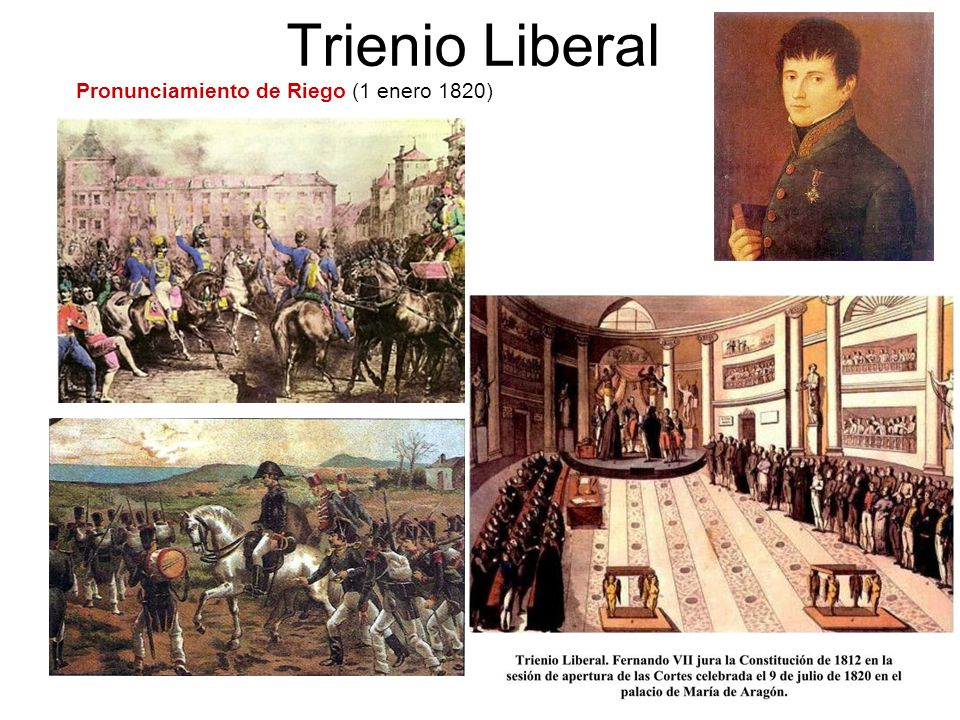 Trienio Liberal
Pronunciamiento de Riego (1 enero 1820)
Trienio Liberal. Fernando VII jura la Constitución de 1812 en la
sesión de apertura de las Cortes celebrada el 9 de julio de 1820 en el
palacio de María de Aragón.